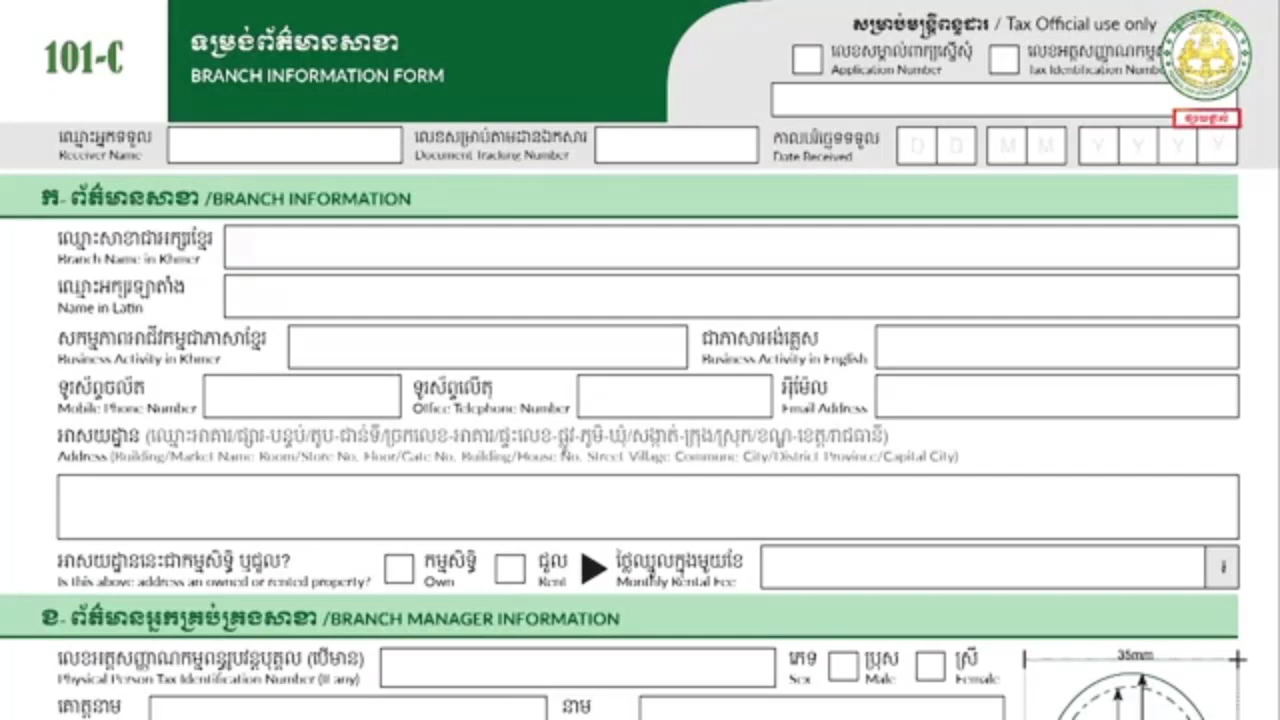 101-C
ទម្រង់ព័ត៌មានសាខា
BRANCH INFORMATION FORM
សម្រាប់មន្ត្រីពន្ធដារ / Tax Official use only
លេខសម្គាល់ពាក្យស្នើសុំ
Application Number
លេខអត្តសញ្ញាណកម្ម
Tax Identification Numb
ឈ្មោះអ្នកទទួល
Receiver Name
លេខសម្រាប់តាមដានឯកសារ
Document Tracking Number
កាលបរិច្ឆេទទទួល
Date Received
D D M M Y Y Y Y
ក- ព័ត៌មានសាខា /BRANCH INFORMATION
ឈ្មោះសាខាជាអក្សរខ្មែរ
Branch Name in Khmer
ឈ្មោះអក្សរឡាតាំង
Name in Latin
សកម្មភាពអាជីវកម្មជាភាសាខ្មែរ
Business Activity in Khmer
ជាភាសាអង់គ្លេស
Business Activity in English
ទូរស័ព្ទចល័ត
Mobile Phone Number
ទូរស័ព្ទលើតុ
Office Telephone Number
អ៊ីម៉ែល
Email Address
អាសយដ្ឋាន (ឈ្មោះអាគារ/ផ្សារ-បន្ទប់/តូប-ជាន់ទី/ច្រកលេខ-អាគារ/ផ្ទះលេខ-ផ្លូវ-ភូមិ-ឃុំ/សង្កាត់-ក្រុង/ស្រុក/ខណ្ឌ-ខេត្ត/រាជធានី)
Address (Building/Market Name Room/Store No, Floor/Gate No, Building/House No, Street Village Commune City/District Province/Capital City)
អាសយដ្ឋាននេះជាកម្មសិទ្ធិ ឬជួល?
Is this above address an owned or rented property?
កម្មសិទ្ធិ
Own
ជួល
Rent
ថ្លៃឈ្នួលក្នុងមួយខែ
Monthly Rental Fee
៛
ខ- ព័ត៌មានអ្នកគ្រប់គ្រងសាខា /BRANCH MANAGER INFORMATION
លេខអត្តសញ្ញាណកម្មពន្ធរូបវន្តបុគ្គល (បើមាន)
Physical Person Tax Identification Number (If any)
ភេទ
Sex
ប្រុស
Male
ស្រី
Female
35mm
គោត្តនាម
នាម